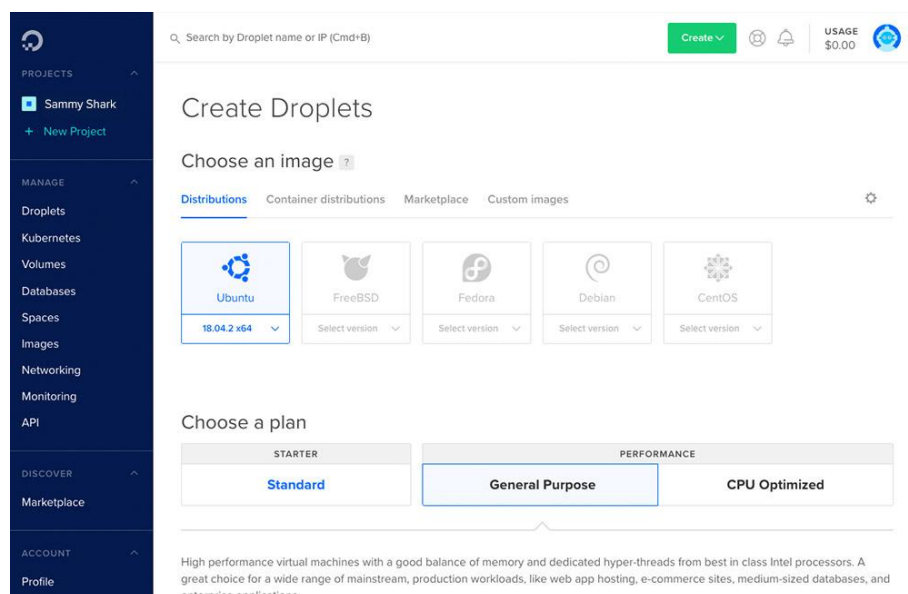 Search by Droplet name or IP (Cmd+B)
Create
USAGE
$0.00
PROJECTS
Sammy Shark
+ New Project
MANAGE
Droplets
Kubernetes
Volumes
Databases
Spaces
Images
Networking
Monitoring
API
DISCOVER
Marketplace
ACCOUNT
Profile
Create Droplets
Choose an image ?
Distributions Container distributions Marketplace Custom images
Ubuntu FreeBSD Fedora Debian CentOS
18.04.2 x64 Select version Select version Select version Select version
Choose a plan
STARTER PERFORMANCE
Standard General Purpose CPU Optimized
High performance virtual machines with a good balance of memory and dedicated hyper-threads from best in class Intel processors. A
great choice for a wide range of mainstream, production workloads, like web app hosting, e-commerce sites, medium-sized databases, and
enterprise applications.